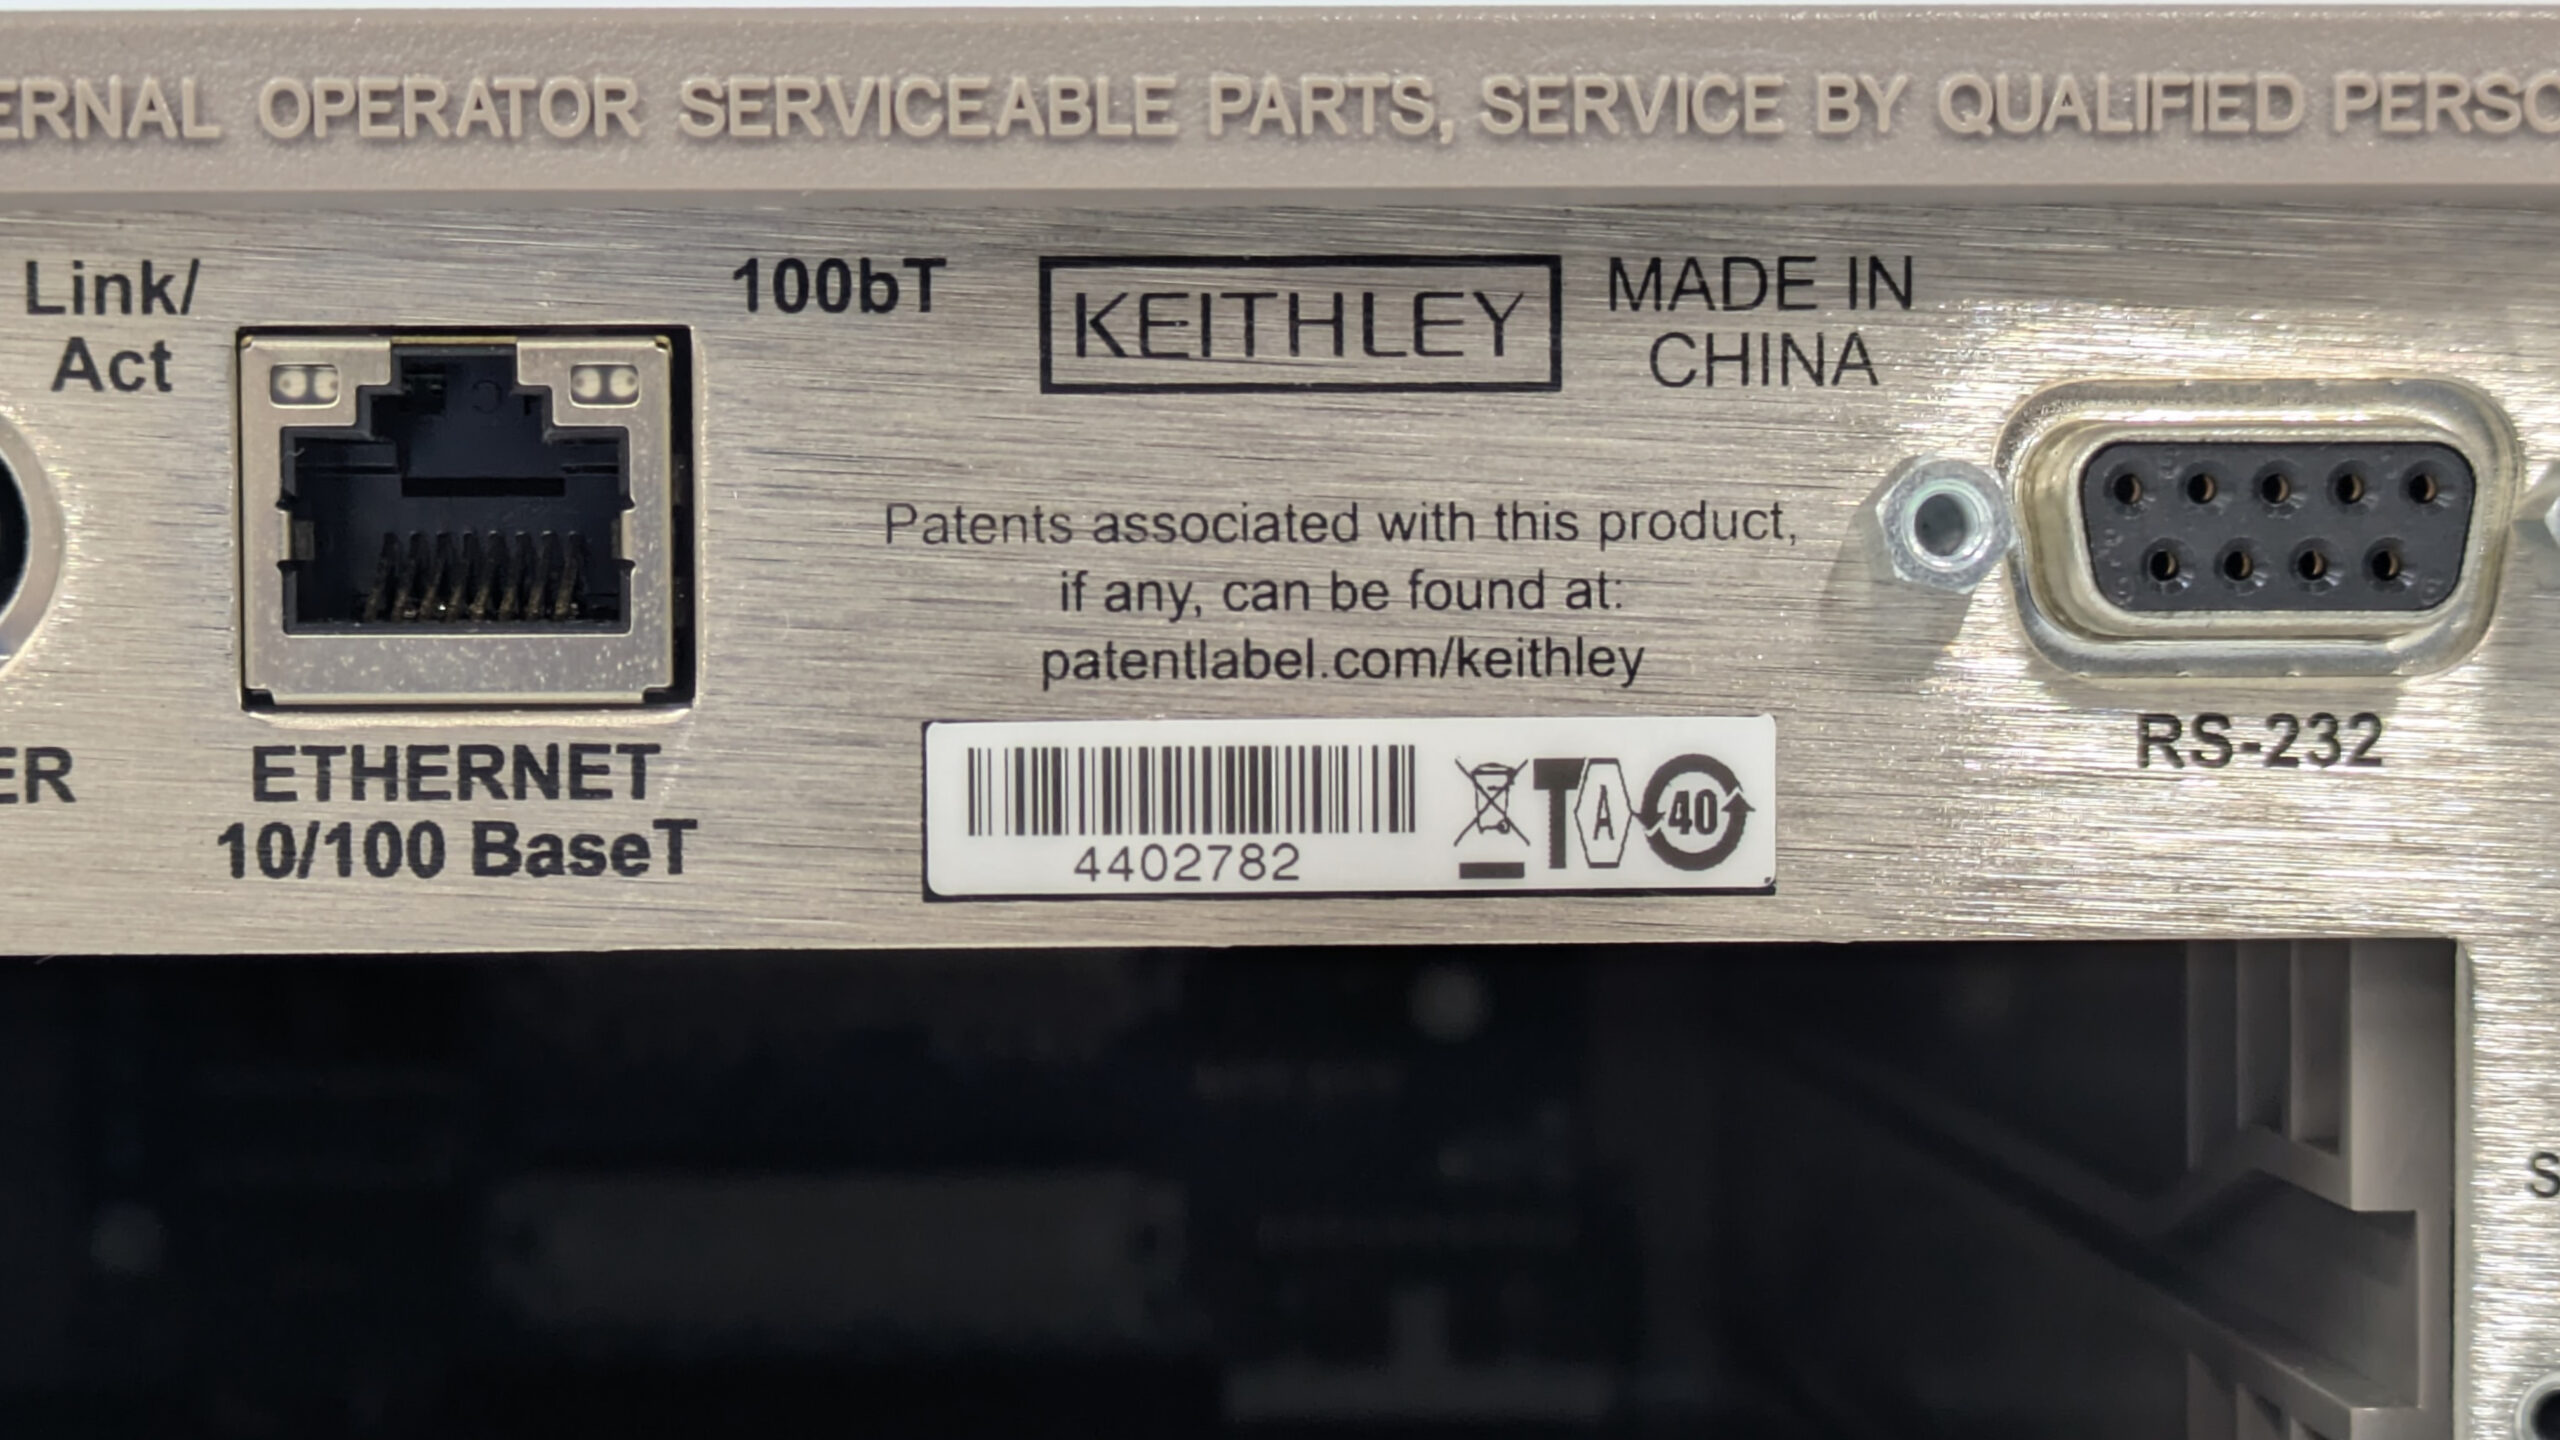 ERNAL OPERATOR SERVICEABLE PARTS, SERVICE BY QUALIFIED PERSO
Link/
Act
100bT
KEITHLEY
MADE IN
CHINA
Patents associated with this product,
if any, can be found at:
patentlabel.com/keithley
ER
ETHERNET
10/100 BaseT
4402782
TA
40
RS-232
S